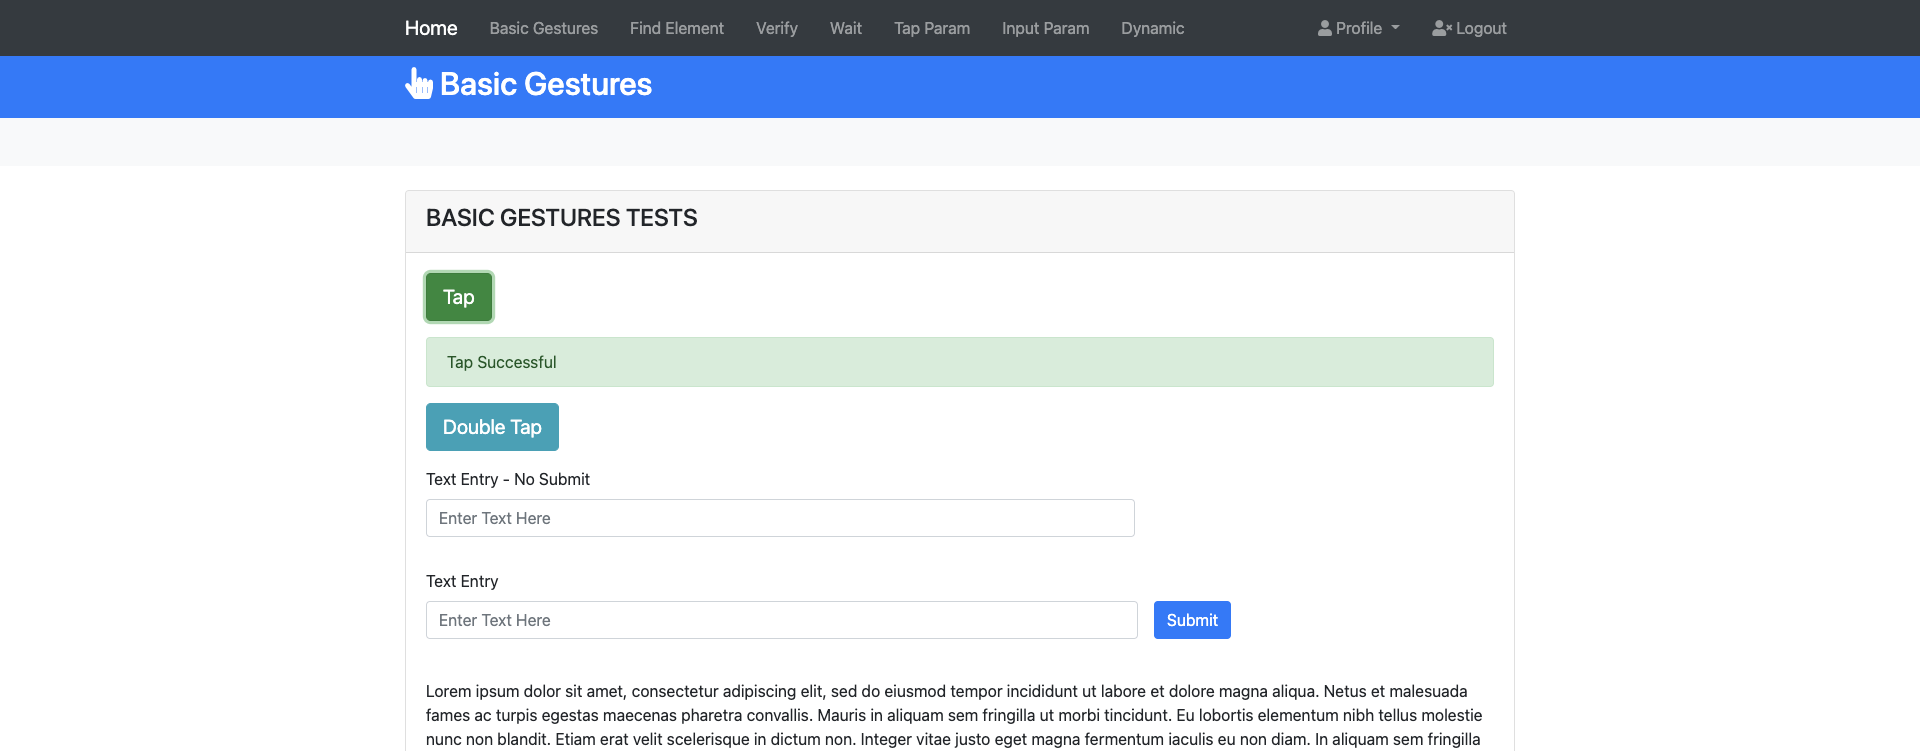 Home Basic Gestures Find Element Verify Wait Tap Param Input Param Dynamic Profile Logout
Basic Gestures
BASIC GESTURES TESTS
Tap
Tap Successful
Double Tap
Text Entry - No Submit
Enter Text Here
Text Entry
Enter Text Here Submit
Lorem ipsum dolor sit amet, consectetur adipiscing elit, sed do eiusmod tempor incididunt ut labore et dolore magna aliqua. Netus et malesuada
fames ac turpis egestas maecenas pharetra convallis. Mauris in aliquam sem fringilla ut morbi tincidunt. Eu lobortis elementum nibh tellus molestie
nunc non blandit. Etiam erat velit scelerisque in dictum non. Integer vitae justo eget magna fermentum iaculis eu non diam. In aliquam sem fringilla